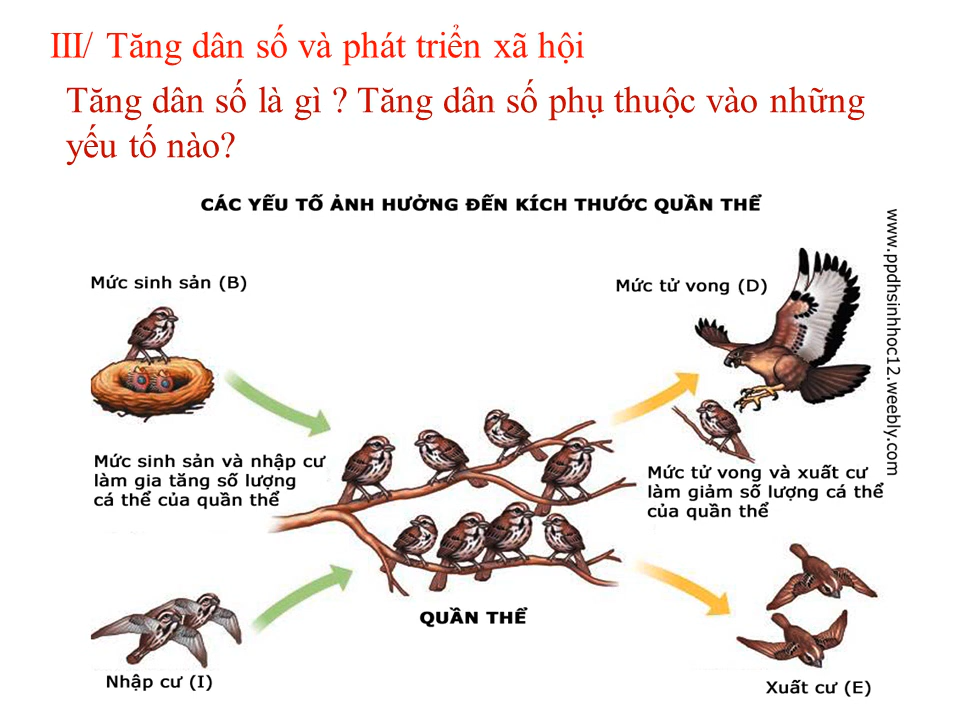 III/ Tăng dân số và phát triển xã hội
Tăng dân số là gì ? Tăng dân số phụ thuộc vào những
yếu tố nào?
CÁC YẾU TỐ ẢNH HƯỞNG ĐẾN KÍCH THƯỚC QUẦN THỂ
Mức sinh sản (B)
Mức tử vong (D)
www.ppdhsinhhoc12.weebly.com
Mức sinh sản và nhập cư
làm gia tăng số lượng
cá thể của quần thể
Mức tử vong và xuất cư
làm giảm số lượng cá thể
của quần thể
QUẦN THỂ
Nhập cư (I)
Xuất cư (E)